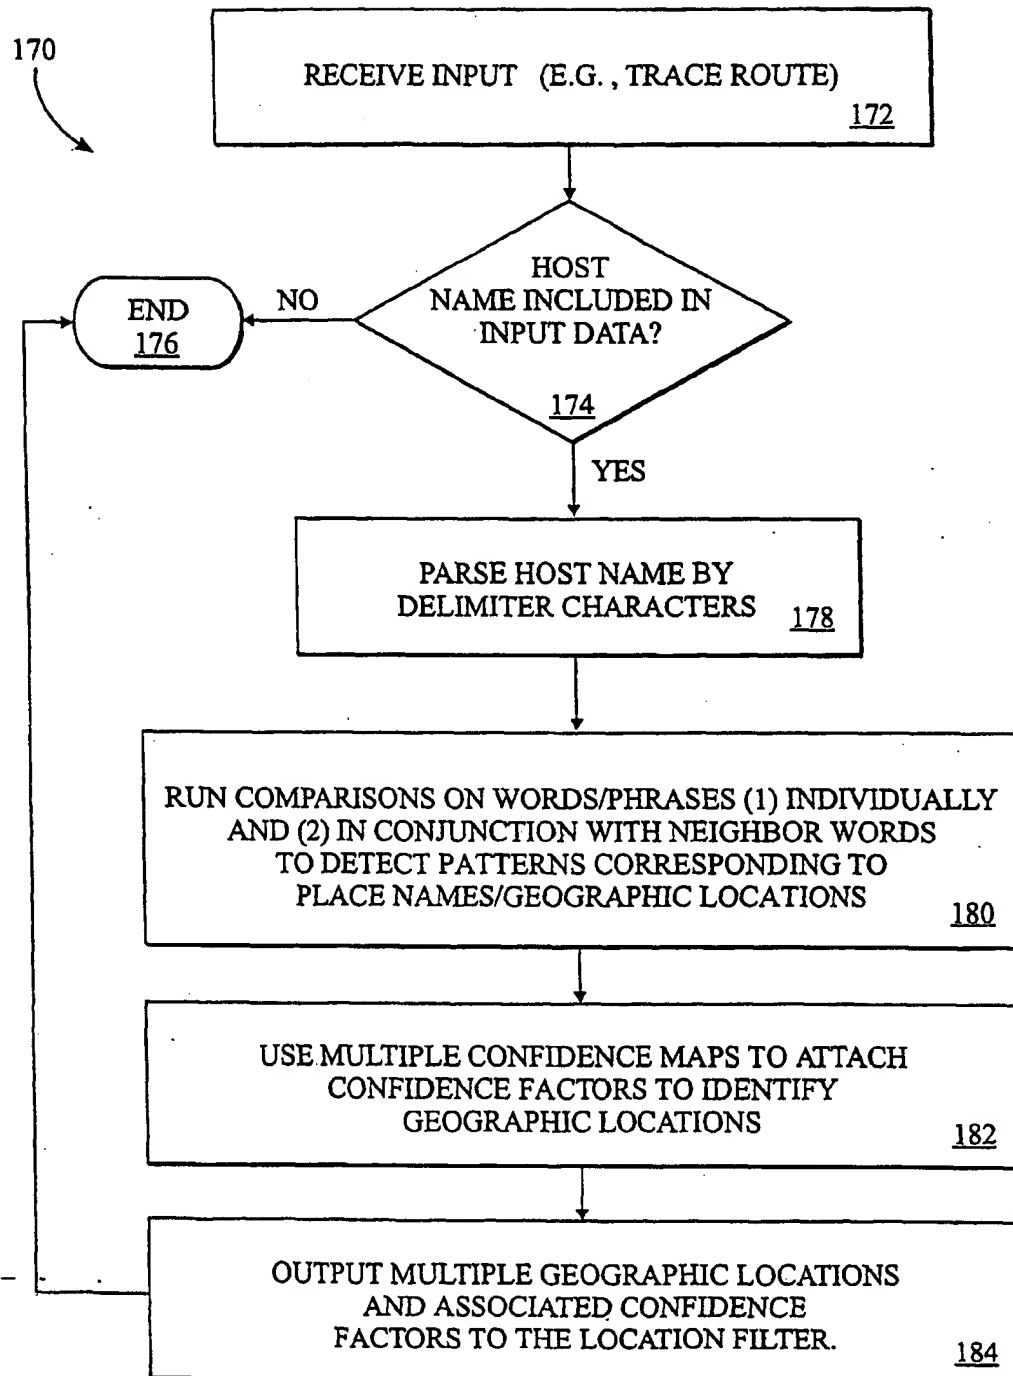 170
RECEIVE INPUT (E.G. , TRACE ROUTE)
172
HOST
NAME INCLUDED IN
INPUT DATA?
174
NO
END
176
YES
PARSE HOST NAME BY
DELIMITER CHARACTERS
178
RUN COMPARISONS ON WORDS/PHRASES (1) INDIVIDUALLY
AND (2) IN CONJUNCTION WITH NEIGHBOR WORDS
TO DETECT PATTERNS CORRESPONDING TO
PLACE NAMES/GEOGRAPHIC LOCATIONS
180
USE MULTIPLE CONFIDENCE MAPS TO ATTACH
CONFIDENCE FACTORS TO IDENTIFY
GEOGRAPHIC LOCATIONS
182
OUTPUT MULTIPLE GEOGRAPHIC LOCATIONS
AND ASSOCIATED CONFIDENCE
FACTORS TO THE LOCATION FILTER.
184